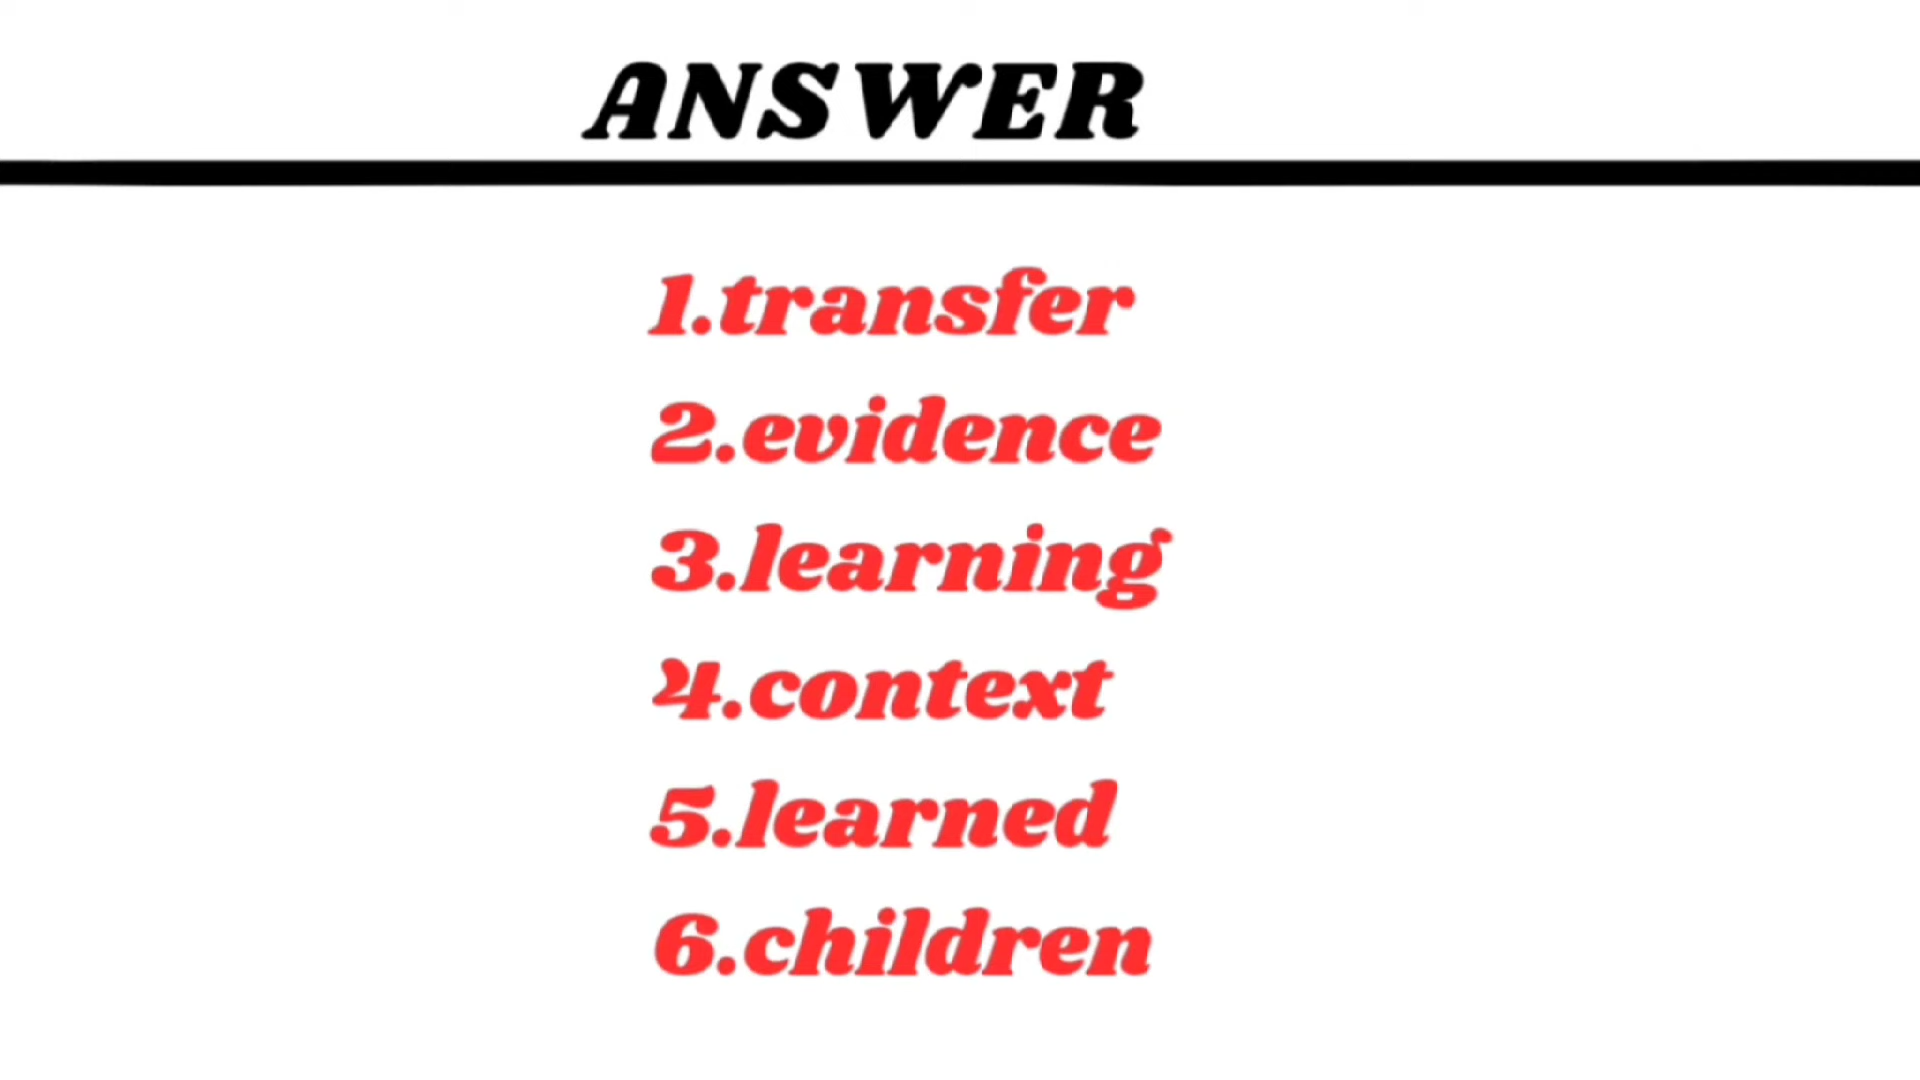 ANSWER
1.transfer
2.evidence
3.learning
4.context
5.learned
6.children